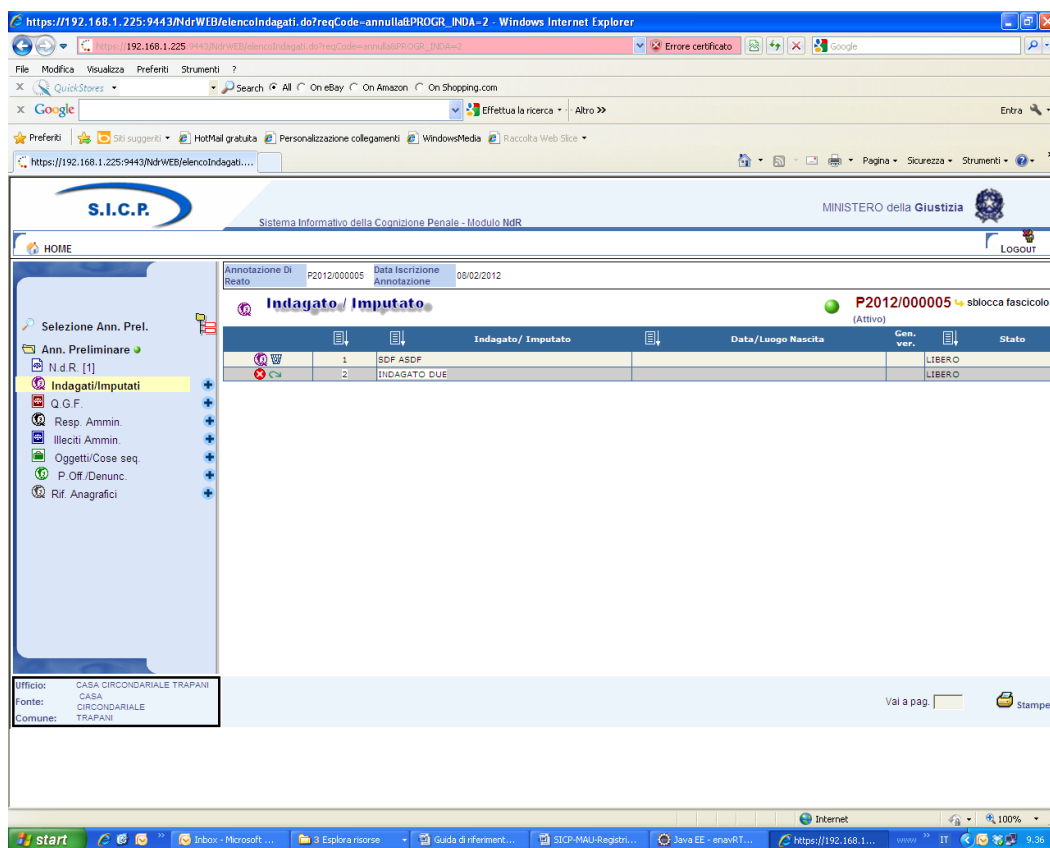 https://192.168.1.225:9443/NdrWEB/elencoIndagati.do?reqCode=annulla&PROGR_INDA=2 - Windows Internet Explorer
https://192.168.1.225:9443/NdrWEB/elencoIndagati.do?reqCode=annulla&PROGR_INDA=2
Errore certificato
Google
File Modifica Visualizza Preferiti Strumenti ?
X QuickStores Search All On eBay On Amazon On Shopping.com
x Google Effettua la ricerca Altro >> Entra
Preferiti Siti suggeriti HotMail gratuita Personalizzazione collegamenti WindowsMedia Raccolta Web Slice
https://192.168.1.225:9443/NdrWEB/elencoIndagati....
Pagina Sicurezza Strumenti
S.I.C.P.
Sistema Informativo della Cognizione Penale - Modulo NdR
MINISTERO della Giustizia
HOME
LOGOUT
Annotazione Di Reato P2012/000005 Data Iscrizione Annotazione 08/02/2012
Indagato/ Imputato
P2012/000005 sblocca fascicolo
(Attivo)
Selezione Ann. Prel.
Ann. Preliminare
N.d.R. [1]
Indagati/Imputati
Q.G.F.
Resp. Ammin.
Illeciti Ammin.
Oggetti/Cose seq.
P.Off./Denunc.
Rif. Anagrafici
Indagato/ Imputato Data/Luogo Nascita Gen. ver. Stato
1 SDF ASDF LIBERO
2 INDAGATO DUE LIBERO
Ufficio: CASA CIRCONDARIALE TRAPANI
Fonte: CASA CIRCONDARIALE
Comune: TRAPANI
Vai a pag.
Stampe
Internet
100%
start
Inbox - Microsoft ...
3 Esplora risorse
Guida di riferiment...
SICP-MAU-Registri...
Java EE - enavRT...
https://192.168.1...
www
IT
9.36